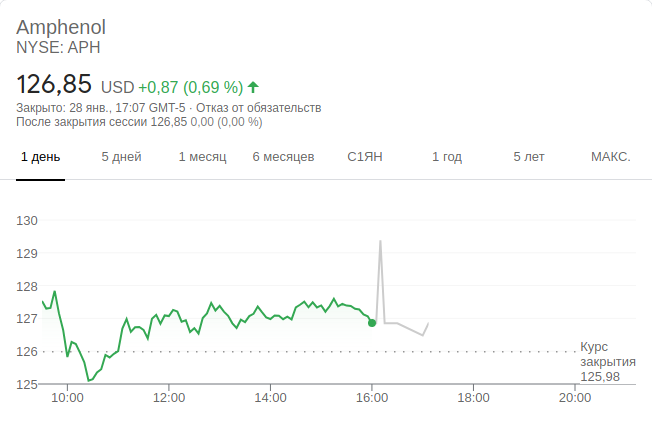 Amphenol
NYSE: APH
126,85 USD +0,87 (0,69 %)
Закрыто: 28 янв., 17:07 GMT-5 · Отказ от обязательств
После закрытия сессии 126,85 0,00 (0,00 %)
1 день 5 дней 1 месяц 6 месяцев С1ЯН 1 год 5 лет МАКС.
130
129
128
127
126
125
Курс
закрытия
125,98
10:00 12:00 14:00 16:00 18:00 20:00